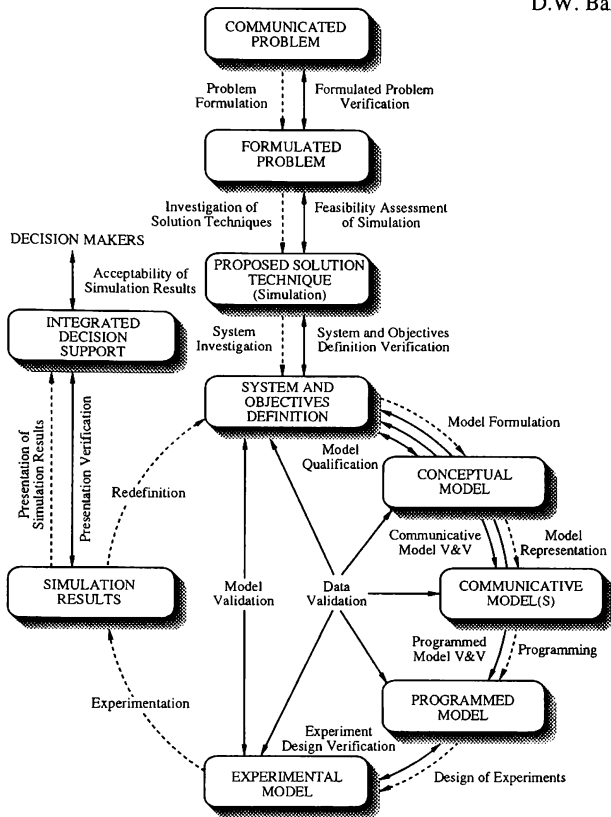 D.W. Ba
COMMUNICATED
PROBLEM
Problem
Formulation
Formulated Problem
Verification
FORMULATED
PROBLEM
Investigation of
Solution Techniques
Feasibility Assessment
of Simulation
DECISION MAKERS
Acceptability of
Simulation Results
PROPOSED SOLUTION
TECHNIQUE
(Simulation)
INTEGRATED
DECISION
SUPPORT
System
Investigation
System and Objectives
Definition Verification
SYSTEM AND
OBJECTIVES
DEFINITION
Model Formulation
Model
Qualification
CONCEPTUAL
MODEL
Presentation of
Simulation Results
Presentation Verification
Redefinition
Communicative
Model V&V
Model
Representation
SIMULATION
RESULTS
Model
Validation
Data
Validation
COMMUNICATIVE
MODEL(S)
Programmed
Model V&V
Programming
Experimentation
PROGRAMMED
MODEL
Experiment
Design Verification
EXPERIMENTAL
MODEL
Design of Experiments